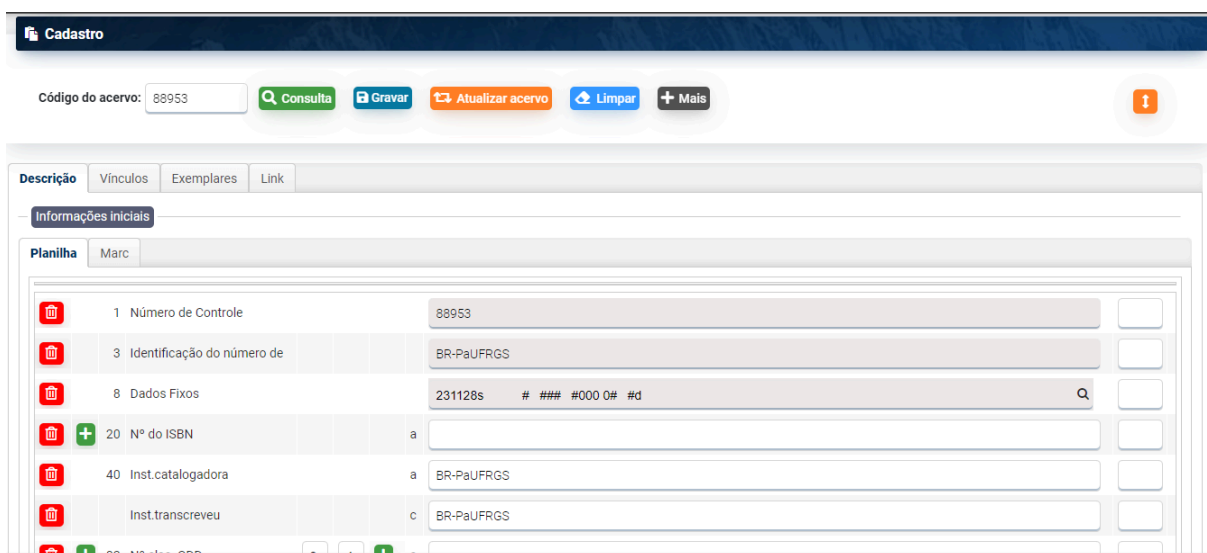 Cadastro
Código do acervo: 88953 Consulta Gravar Atualizar acervo Limpar Mais
Descrição Vínculos Exemplares Link
Informações iniciais
Planilha Marc
1 Número de Controle 88953
3 Identificação do número de BR-PaUFRGS
8 Dados Fixos 231128s # ### #000 0# #d
20 Nº do ISBN a
40 Inst.catalogadora a BR-PaUFRGS
Inst.transcreveu c BR-PaUFRGS